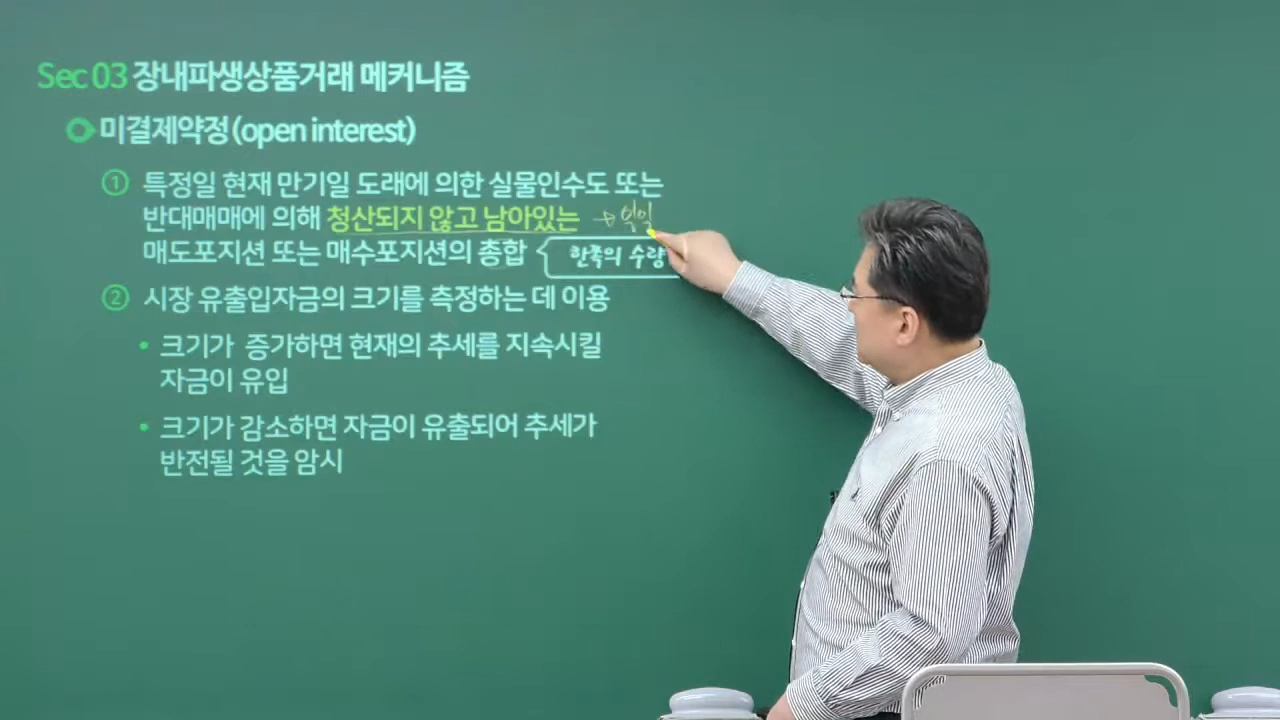 Sec 03 장내파생상품거래 메커니즘
미결제약정(open interest)
① 특정일 현재 만기일 도래에 의한 실물인수도 또는
반대매매에 의해 청산되지 않고 남아있는 → 익일
매도포지션 또는 매수포지션의 총합 한쪽의 수량
② 시장 유출입자금의 크기를 측정하는 데 이용
• 크기가 증가하면 현재의 추세를 지속시킬
자금이 유입
• 크기가 감소하면 자금이 유출되어 추세가
반전될 것을 암시